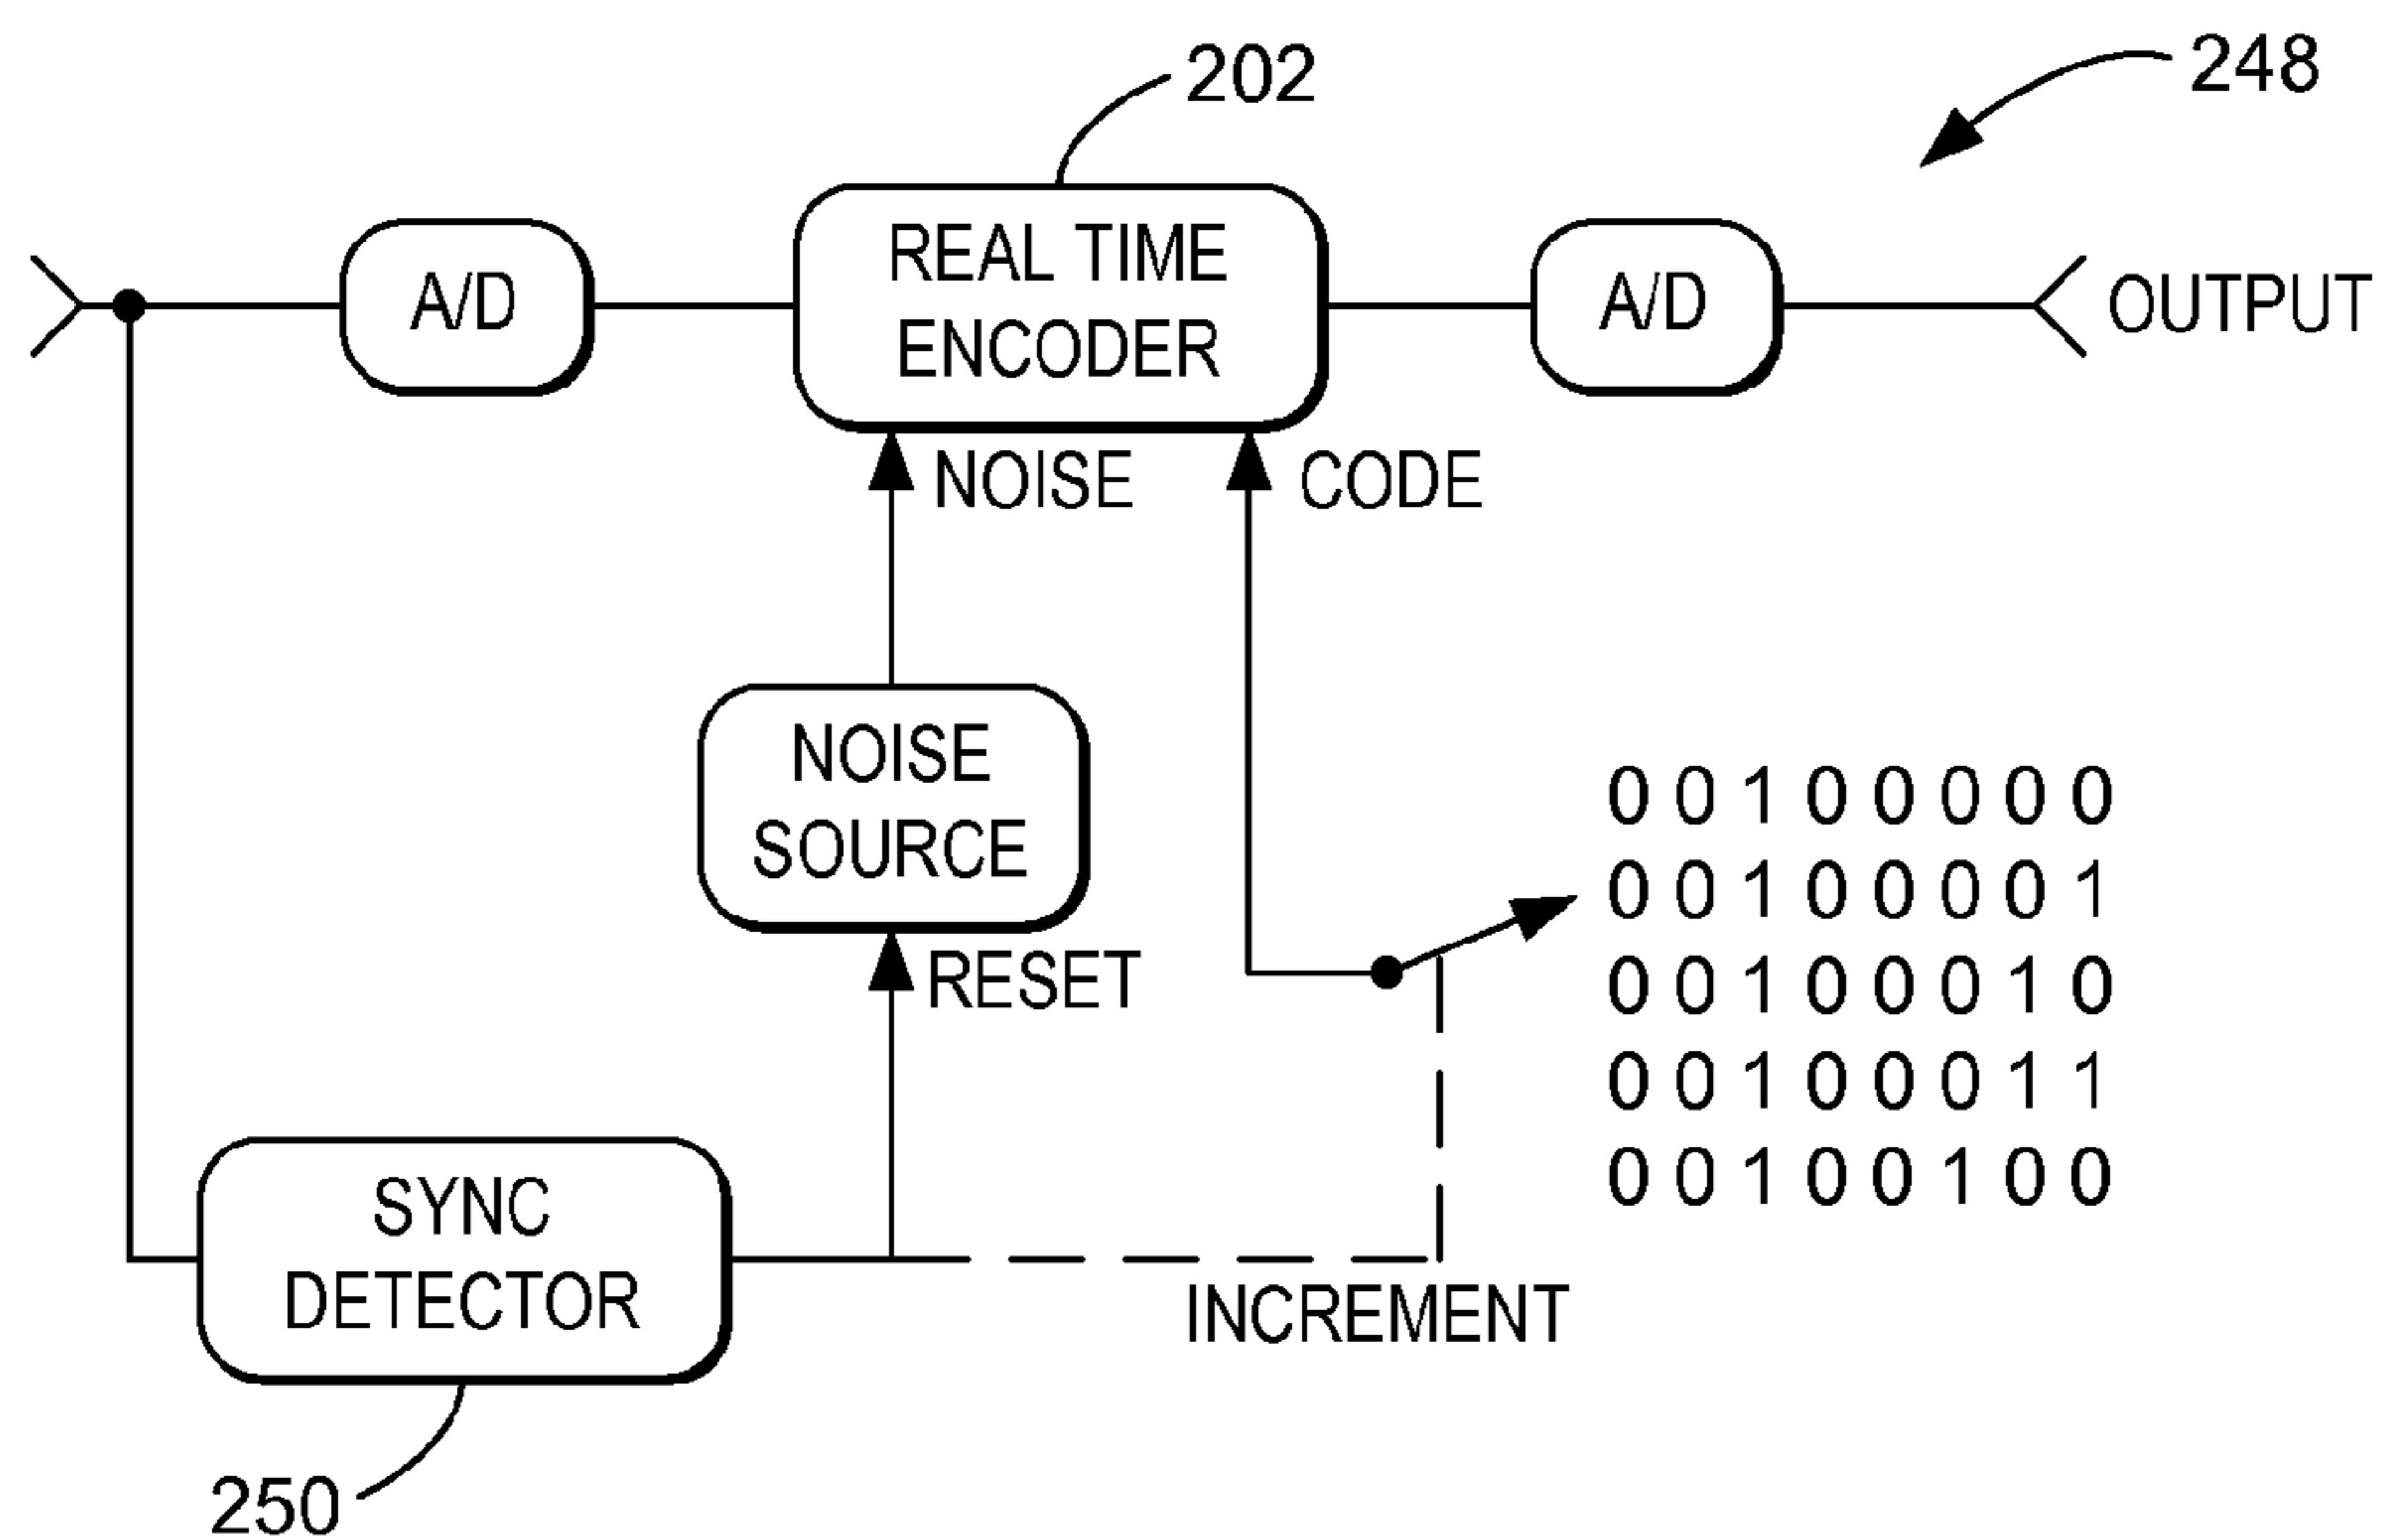 202
248
A/D
REAL TIME
ENCODER
A/D
OUTPUT
NOISE
CODE
NOISE
SOURCE
RESET
0 0 1 0 0 0 0 0
0 0 1 0 0 0 0 1
0 0 1 0 0 0 1 0
0 0 1 0 0 0 1 1
0 0 1 0 0 1 0 0
SYNC
DETECTOR
INCREMENT
250